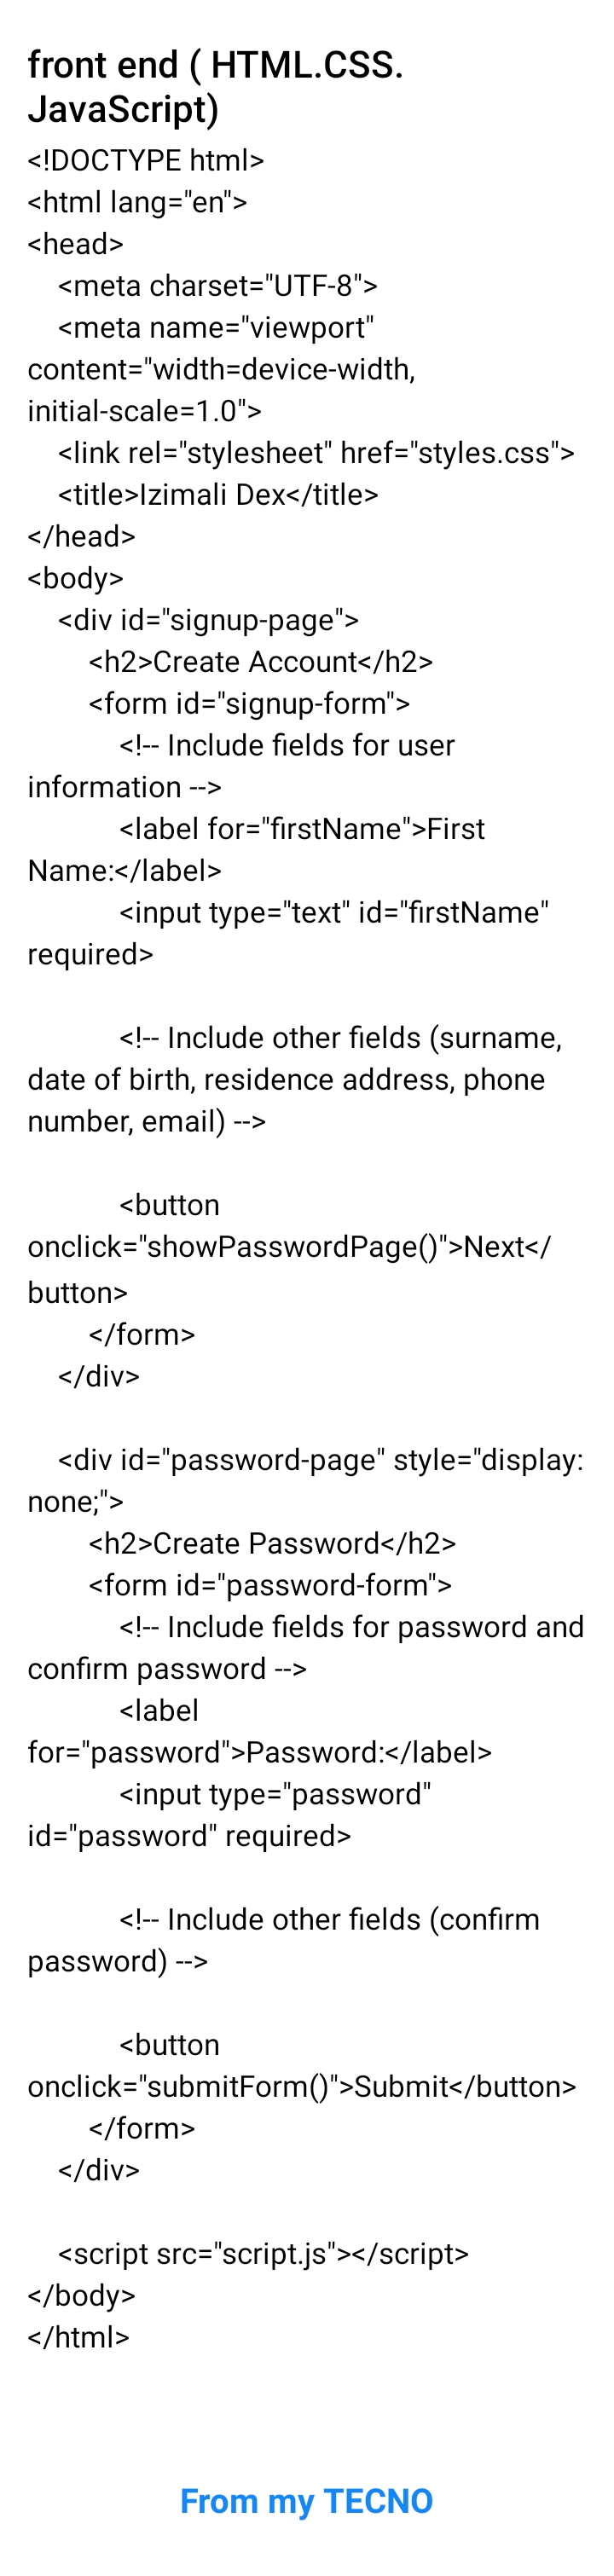 front end ( HTML.CSS.
JavaScript)
<!DOCTYPE html>
<html lang="en">
<head>
<meta charset="UTF-8">
<meta name="viewport"
content="width=device-width,
initial-scale=1.0">
<link rel="stylesheet" href="styles.css">
<title>Izimali Dex</title>
</head>
<body>
<div id="signup-page">
<h2>Create Account</h2>
<form id="signup-form">
<!-- Include fields for user
information -->
<label for="firstName">First
Name:</label>
<input type="text" id="firstName"
required>
<!-- Include other fields (surname,
date of birth, residence address, phone
number, email) -->
<button
onclick="showPasswordPage()">Next</
button>
</form>
</div>
<div id="password-page" style="display:
none;">
<h2>Create Password</h2>
<form id="password-form">
<!-- Include fields for password and
confirm password -->
<label
for="password">Password:</label>
<input type="password"
id="password" required>
<!-- Include other fields (confirm
password) -->
<button
onclick="submitForm()">Submit</button>
</form>
</div>
<script src="script.js"></script>
</body>
</html>
From my TECNO